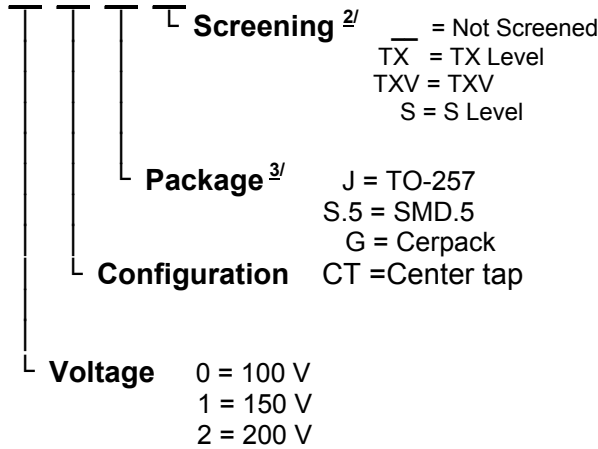 Screening 2/ __ = Not Screened
TX = TX Level
TXV = TXV
S = S Level
Package 3/ J = TO-257
S.5 = SMD.5
G = Cerpack
Configuration CT =Center tap
Voltage 0 = 100 V
1 = 150 V
2 = 200 V